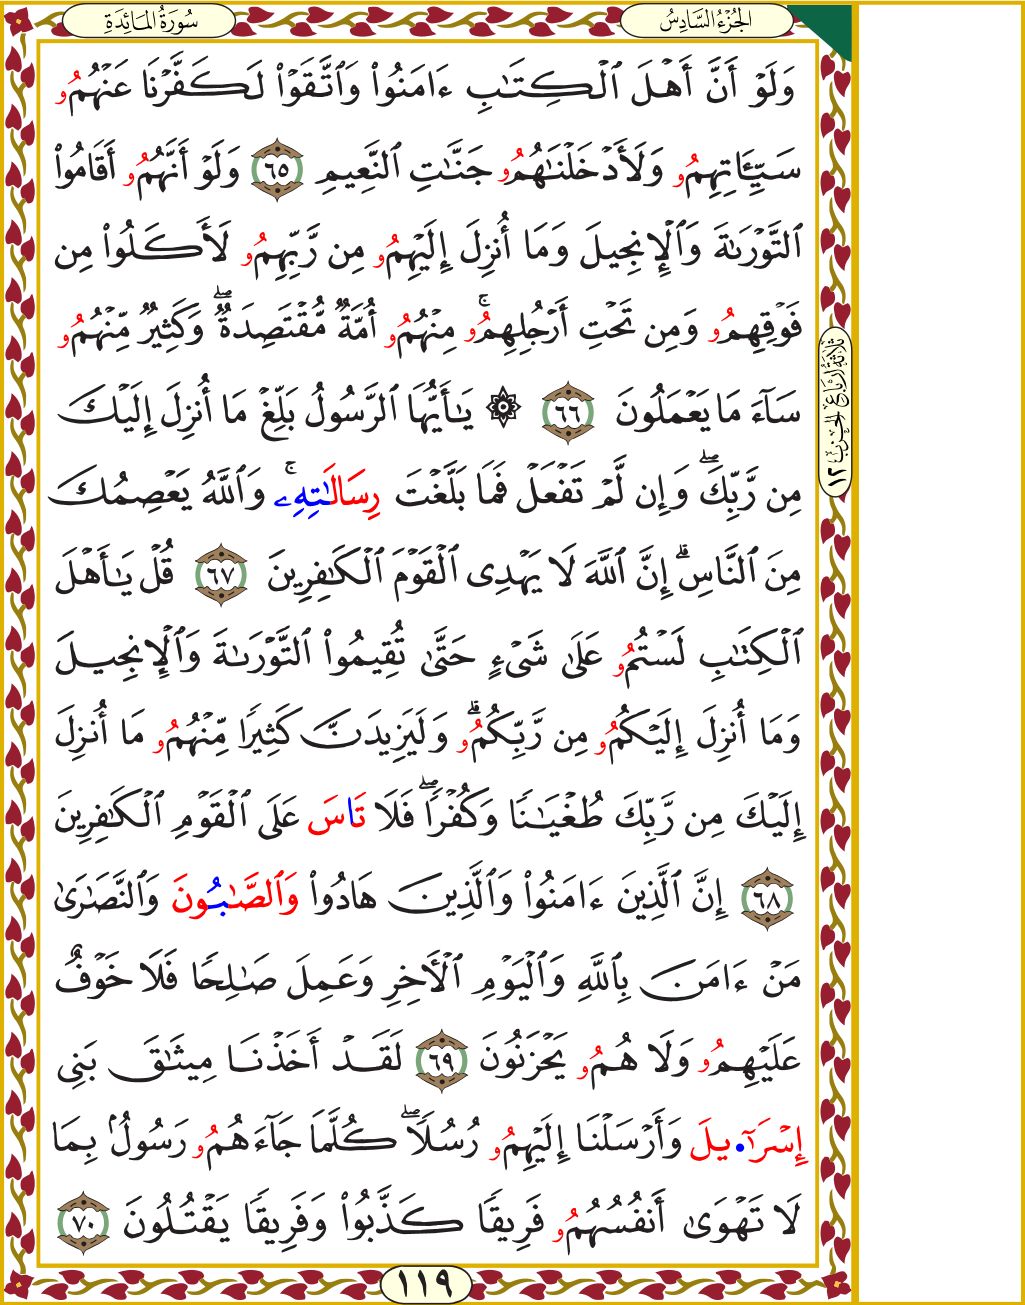 الجُزْءُ السَّادِسُ
سُورَةُ المَائِدَةِ
وَلَوْ أَنَّ أَهْلَ ٱلْكِتَٰبِ ءَامَنُوا۟ وَٱتَّقَوْا۟ لَكَفَّرْنَا عَنْهُمُو
سَيِّـَٔاتِهِمُو وَلَأَدْخَلْنَٰهُمُو جَنَّٰتِ ٱلنَّعِيمِ ٦٥ وَلَوْ أَنَّهُمُو أَقَامُوا۟
ٱلتَّوْرَىٰةَ وَٱلْإِنجِيلَ وَمَا أُنزِلَ إِلَيْهِمُو مِن رَّبِّهِمُو لَأَكَلُوا۟ مِن
فَوْقِهِمُو وَمِن تَحْتِ أَرْجُلِهِمُو ۚ مِنْهُمُو أُمَّةٌ مُّقْتَصِدَةٌ ۖ وَكَثِيرٌ مِّنْهُمُو
سَآءَ مَا يَعْمَلُونَ ٦٦ ۞ يَٰأَيُّهَا ٱلرَّسُولُ بَلِّغْ مَا أُنزِلَ إِلَيْكَ
مِن رَّبِّكَ ۖ وَإِن لَّمْ تَفْعَلْ فَمَا بَلَّغْتَ رِسَالَٰتِهِۦ ۚ وَٱللَّهُ يَعْصِمُكَ
مِنَ ٱلنَّاسِ ۗ إِنَّ ٱللَّهَ لَا يَهْدِى ٱلْقَوْمَ ٱلْكَٰفِرِينَ ٦٧ قُلْ يَٰأَهْلَ
ٱلْكِتَٰبِ لَسْتُمُو عَلَىٰ شَىْءٍ حَتَّىٰ تُقِيمُوا۟ ٱلتَّوْرَىٰةَ وَٱلْإِنجِيلَ
وَمَا أُنزِلَ إِلَيْكُمُو مِن رَّبِّكُمُو ۗ وَلَيَزِيدَنَّ كَثِيرًا مِّنْهُمُو مَا أُنزِلَ
إِلَيْكَ مِن رَّبِّكَ طُغْيَٰنًا وَكُفْرًا ۖ فَلَا تَاسَ عَلَى ٱلْقَوْمِ ٱلْكَٰفِرِينَ
٦٨ إِنَّ ٱلَّذِينَ ءَامَنُوا۟ وَٱلَّذِينَ هَادُوا۟ وَٱلصَّٰبُونَ وَٱلنَّصَٰرَىٰ
مَنْ ءَامَنَ بِٱللَّهِ وَٱلْيَوْمِ ٱلْأَخِرِ وَعَمِلَ صَٰلِحًا فَلَا خَوْفٌ
عَلَيْهِمُو وَلَا هُمُو يَحْزَنُونَ ٦٩ لَقَدْ أَخَذْنَا مِيثَٰقَ بَنِى
إِسْرَآ•يلَ وَأَرْسَلْنَا إِلَيْهِمُو رُسُلًا ۖ كُلَّمَا جَآءَهُمُو رَسُولٌۢ بِمَا
لَا تَهْوَىٰ أَنفُسُهُمُو فَرِيقًا كَذَّبُوا۟ وَفَرِيقًا يَقْتُلُونَ ٧٠
ثَلَاثَةُ أَرْبَاعِ الحِزْبِ ١٢
١١٩